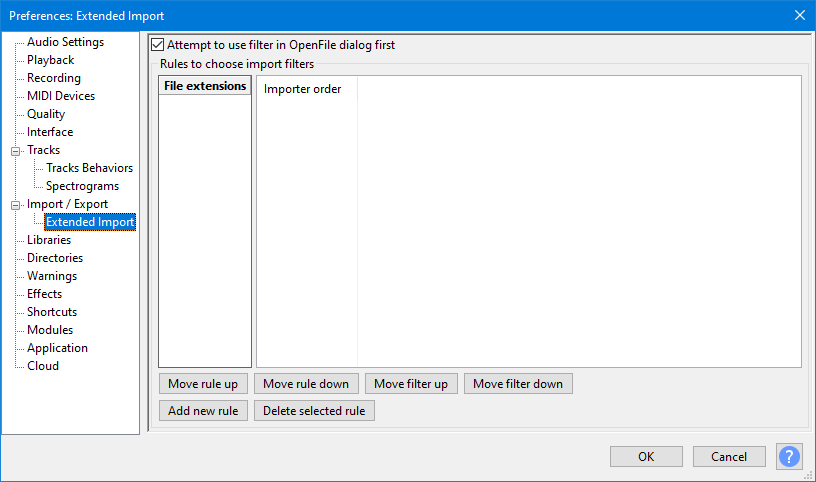 Preferences: Extended Import
Audio Settings
Playback
Recording
MIDI Devices
Quality
Interface
Tracks
Tracks Behaviors
Spectrograms
Import / Export
Extended Import
Libraries
Directories
Warnings
Effects
Shortcuts
Modules
Application
Cloud
Attempt to use filter in OpenFile dialog first
Rules to choose import filters
File extensions
Importer order
Move rule up
Move rule down
Move filter up
Move filter down
Add new rule
Delete selected rule
OK
Cancel
?